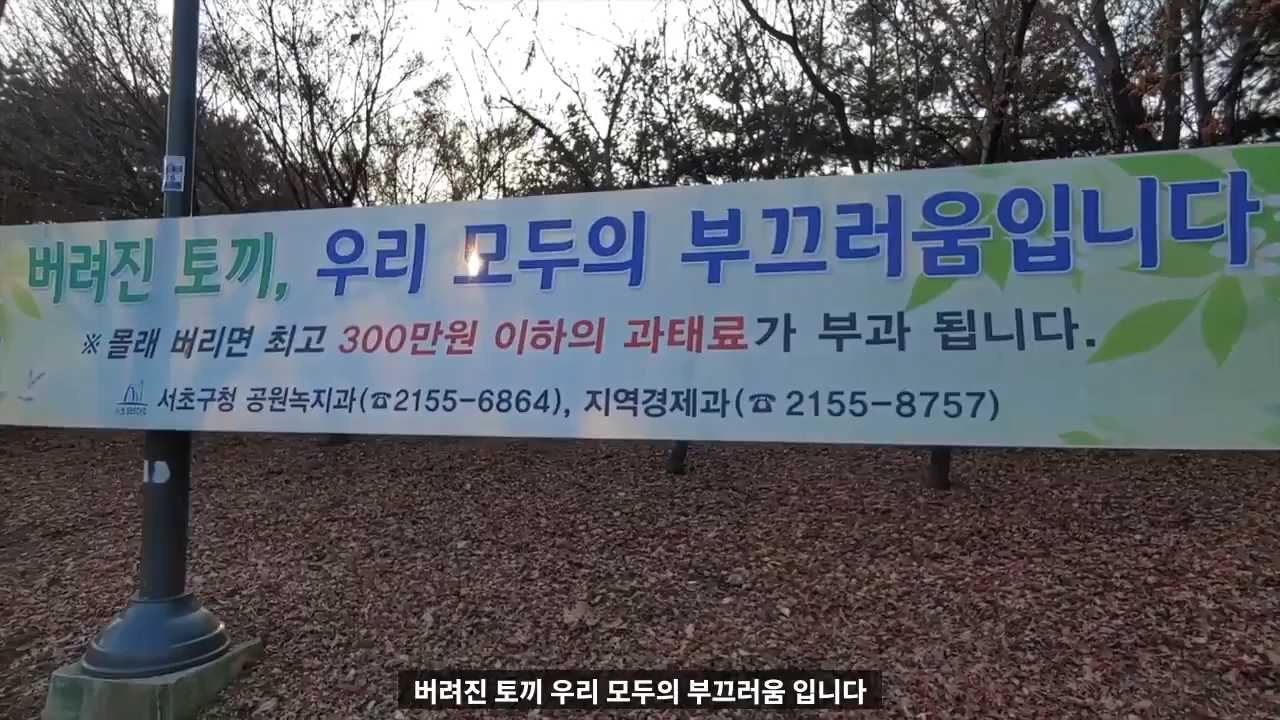 버려진 토끼, 우리 모두의 부끄러움입니다
※ 몰래 버리면 최고 300만원 이하의 과태료가 부과 됩니다.
서초구청 공원녹지과(☎2155-6864), 지역경제과(☎ 2155-8757)
버려진 토끼 우리 모두의 부끄러움 입니다